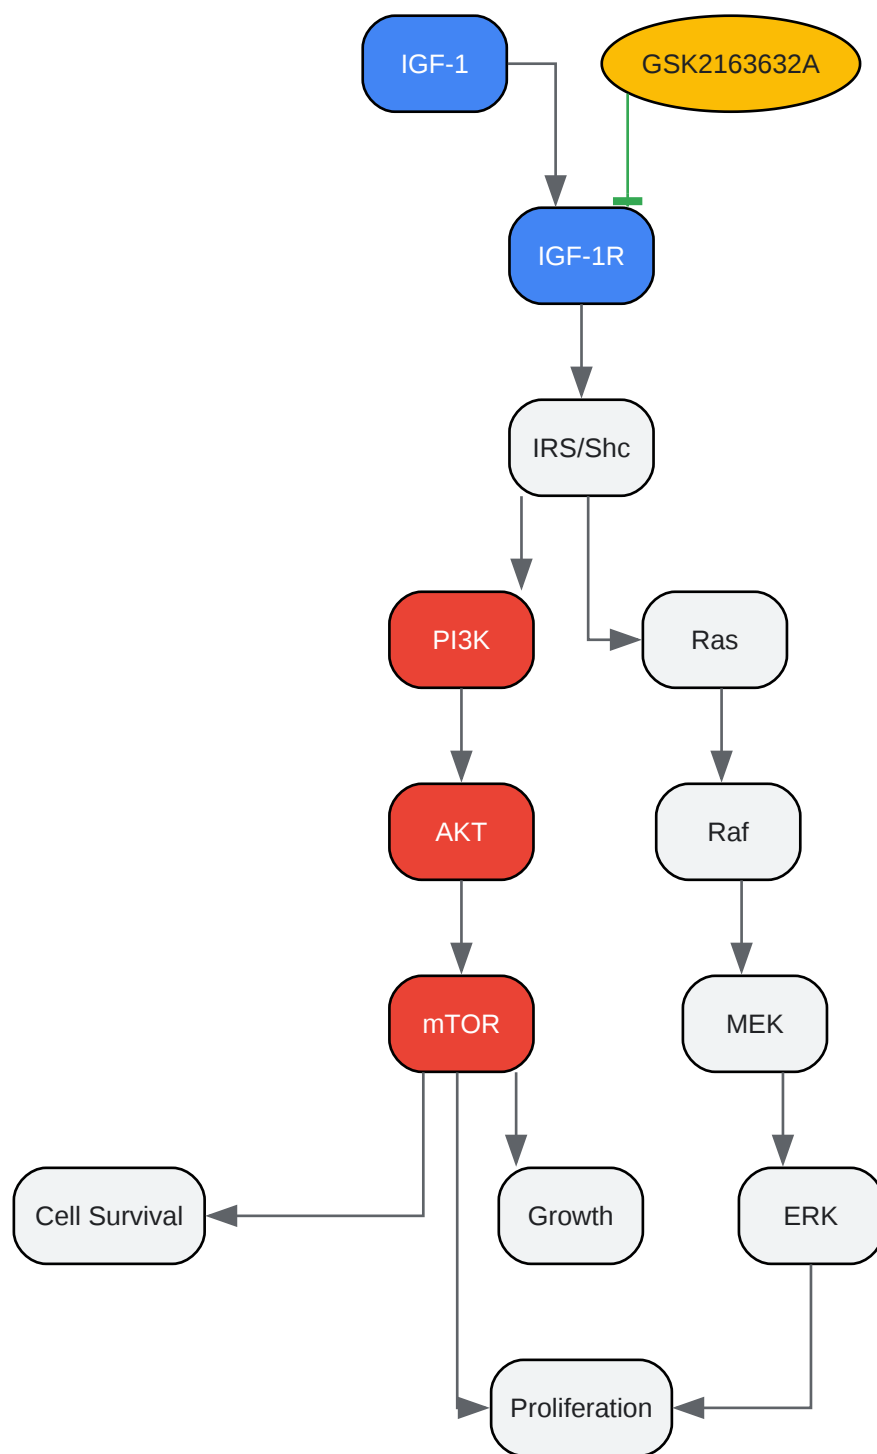 IGF-1
GSK2163632A
IGF-1R
IRS/Shc
PI3K
Ras
AKT
Raf
mTOR
MEK
Cell Survival
Growth
ERK
Proliferation